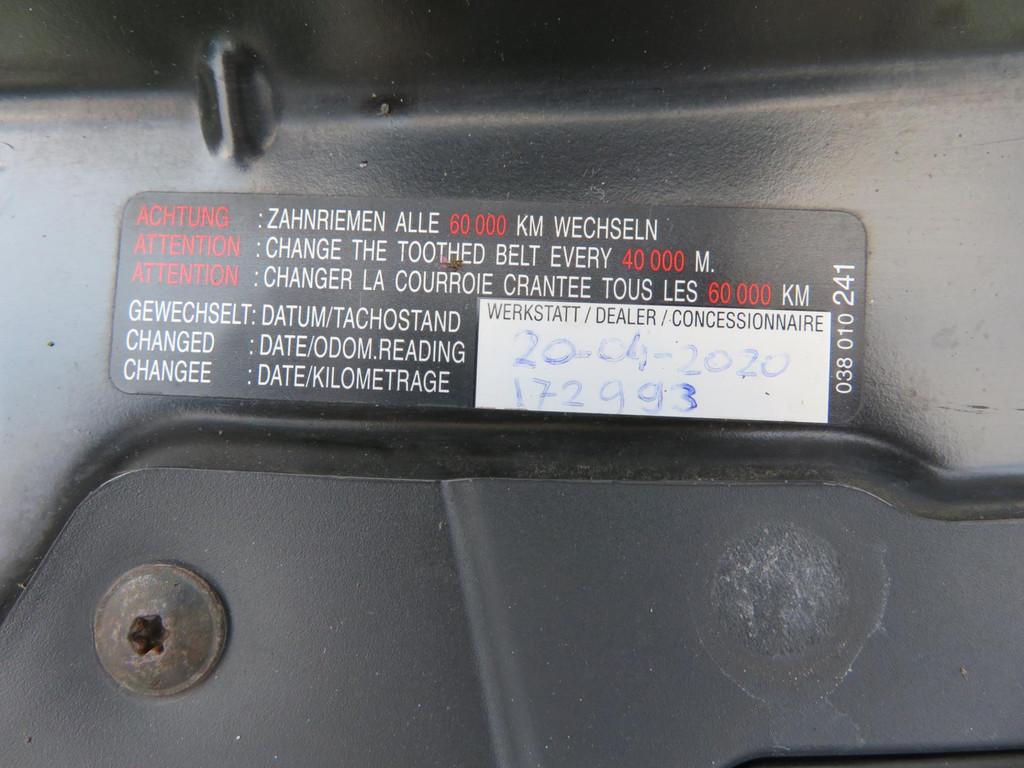 ACHTUNG : ZAHNRIEMEN ALLE 60 000 KM WECHSELN
ATTENTION : CHANGE THE TOOTHED BELT EVERY 40 000 M.
ATTENTION : CHANGER LA COURROIE CRANTEE TOUS LES 60 000 KM
GEWECHSELT: DATUM/TACHOSTAND
CHANGED : DATE/ODOM.READING
CHANGEE : DATE/KILOMETRAGE
WERKSTATT / DEALER / CONCESSIONNAIRE
20-04-2020
172993
038 010 241